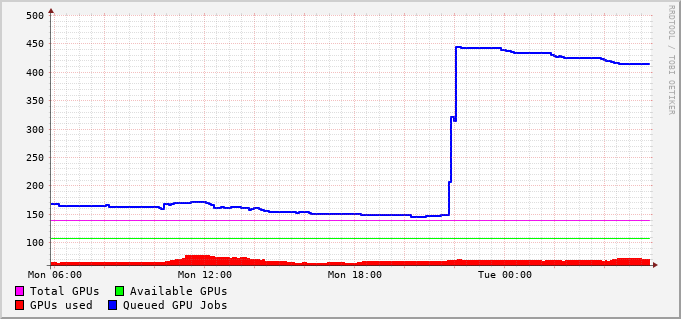 500
450
400
350
300
250
200
150
100
Mon 06:00 Mon 12:00 Mon 18:00 Tue 00:00
Total GPUs Available GPUs
GPUs used Queued GPU Jobs
RRDTOOL / TOBI OETIKER